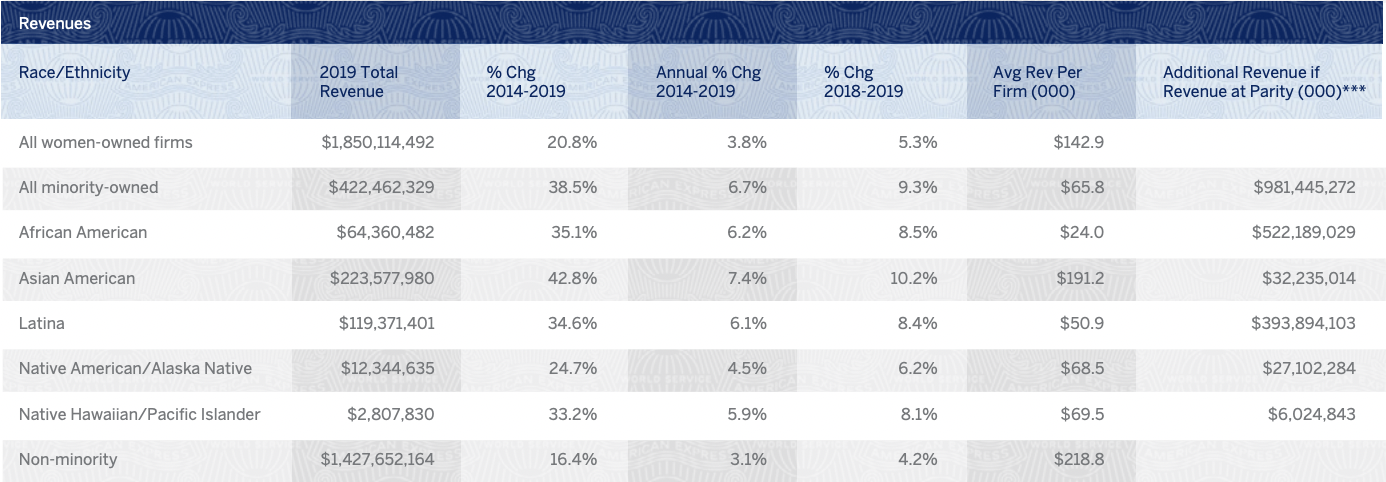 Revenues
Race/Ethnicity 2019 Total Revenue % Chg 2014-2019 Annual % Chg 2014-2019 % Chg 2018-2019 Avg Rev Per Firm (000) Additional Revenue if Revenue at Parity (000)***
All women-owned firms $1,850,114,492 20.8% 3.8% 5.3% $142.9
All minority-owned $422,462,329 38.5% 6.7% 9.3% $65.8 $981,445,272
African American $64,360,482 35.1% 6.2% 8.5% $24.0 $522,189,029
Asian American $223,577,980 42.8% 7.4% 10.2% $191.2 $32,235,014
Latina $119,371,401 34.6% 6.1% 8.4% $50.9 $393,894,103
Native American/Alaska Native $12,344,635 24.7% 4.5% 6.2% $68.5 $27,102,284
Native Hawaiian/Pacific Islander $2,807,830 33.2% 5.9% 8.1% $69.5 $6,024,843
Non-minority $1,427,652,164 16.4% 3.1% 4.2% $218.8